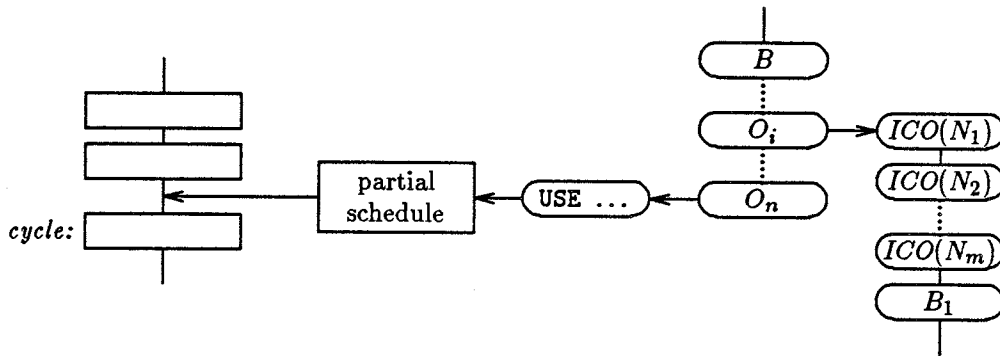 B
O_i
ICO(N_1)
partial
schedule
USE ...
O_n
ICO(N_2)
cycle:
ICO(N_m)
B_1